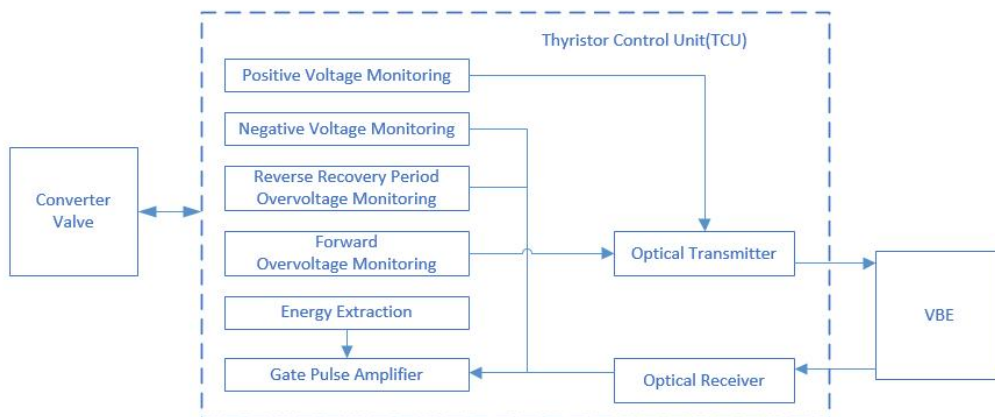 Thyristor Control Unit(TCU)
Positive Voltage Monitoring
Negative Voltage Monitoring
Reverse Recovery Period
Overvoltage Monitoring
Converter
Valve
Forward
Overvoltage Monitoring
Optical Transmitter
Energy Extraction
VBE
Gate Pulse Amplifier
Optical Receiver